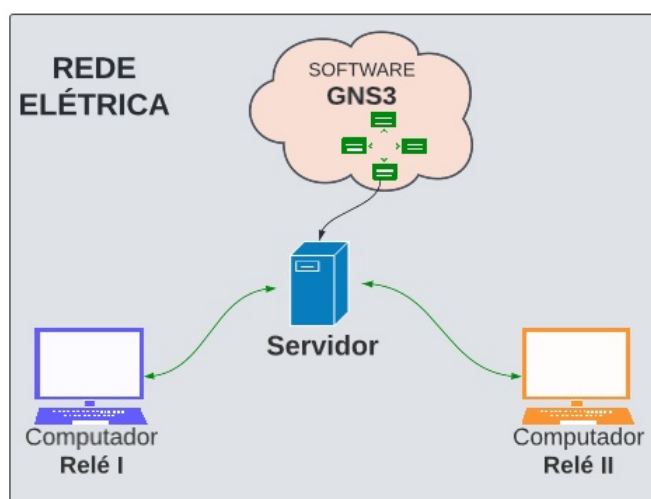 REDE
ELÉTRICA
SOFTWARE
GNS3
Servidor
Computador
Relé I
Computador
Relé II